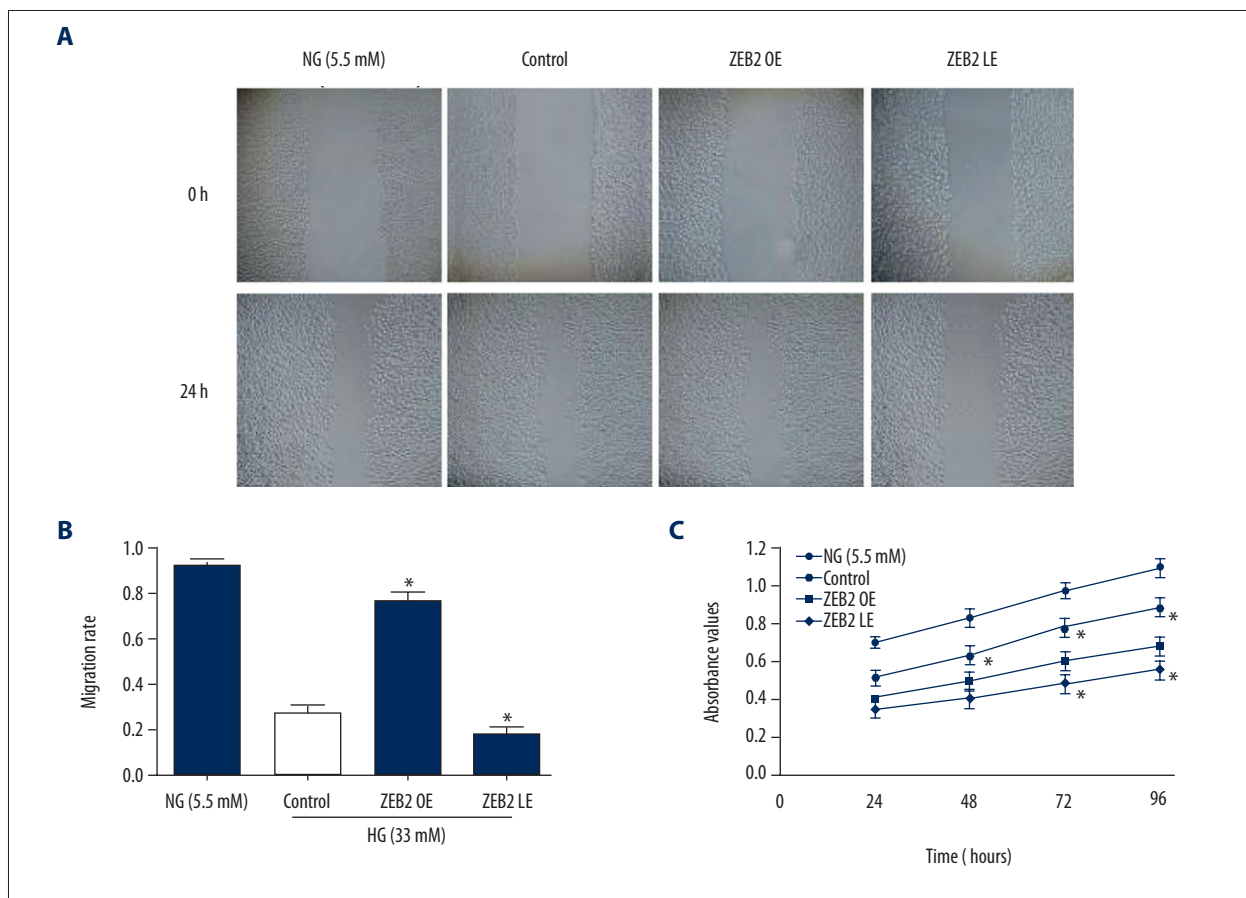 A
NG (5.5 mM) Control ZEB2 OE ZEB2 LE
0 h
24 h
B
Migration rate
1.0
0.8
0.6
0.4
0.2
0.0
*
*
NG (5.5 mM) Control ZEB2 OE ZEB2 LE
HG (33 mM)
C
Absorbance values
1.2
1.0
0.8
0.6
0.4
0.2
0.0
NG (5.5 mM)
Control
ZEB2 OE
ZEB2 LE
*
*
*
*
*
0 24 48 72 96
Time ( hours)